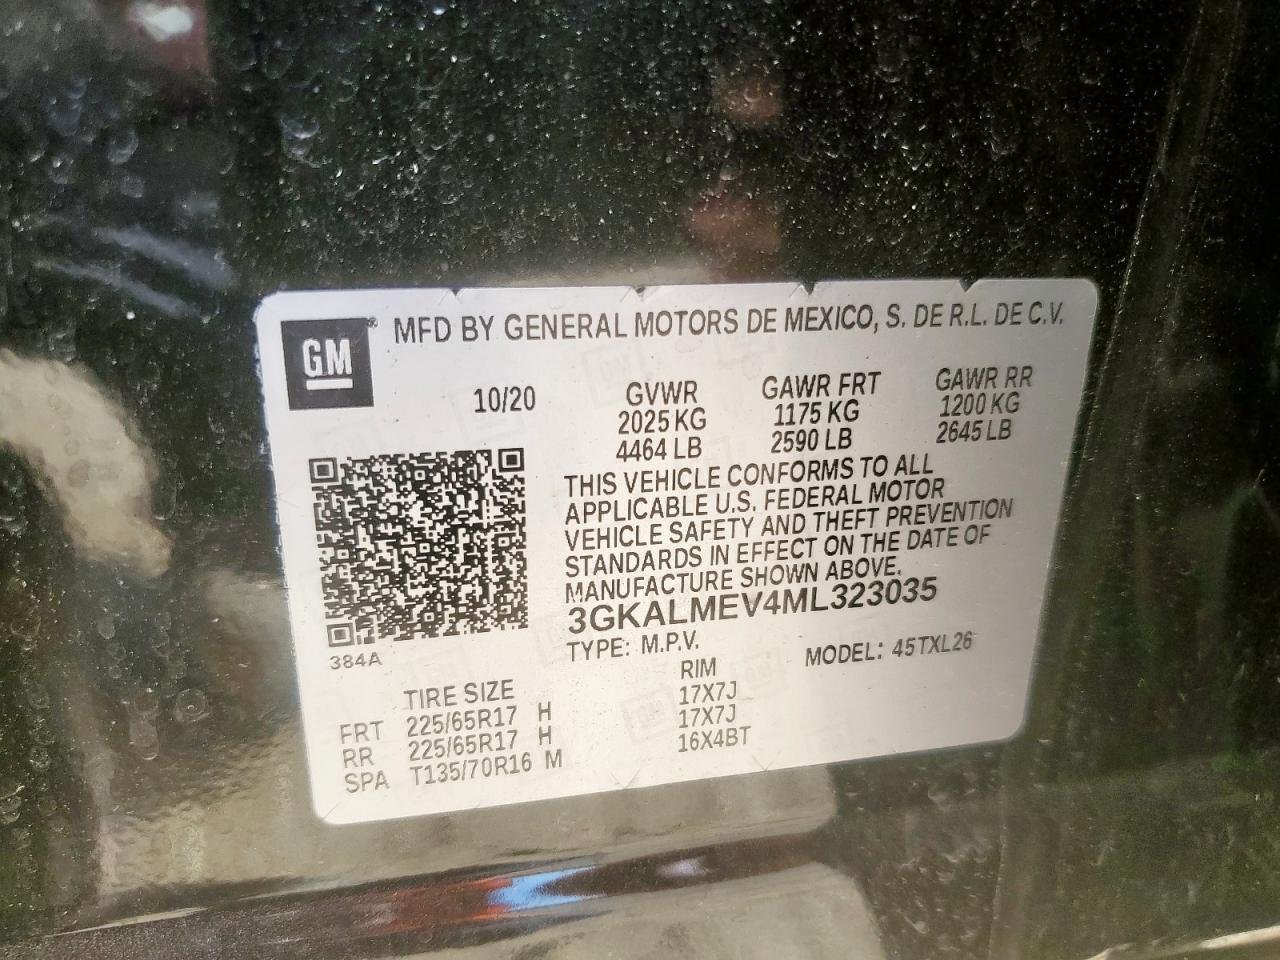 GM
MFD BY GENERAL MOTORS DE MEXICO, S. DE R.L. DE C.V.
10/20 GVWR GAWR FRT GAWR RR
2025 KG 1175 KG 1200 KG
4464 LB 2590 LB 2645 LB
THIS VEHICLE CONFORMS TO ALL
APPLICABLE U.S. FEDERAL MOTOR
VEHICLE SAFETY AND THEFT PREVENTION
STANDARDS IN EFFECT ON THE DATE OF
MANUFACTURE SHOWN ABOVE.
3GKALMEV4ML323035
TYPE: M.P.V. MODEL: 45TXL26
384A
TIRE SIZE RIM
FRT 225/65R17 H 17X7J
RR 225/65R17 H 17X7J
SPA T135/70R16 M 16X4BT